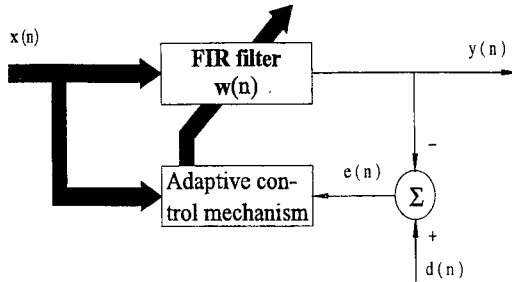 x(n)
FIR filter
w(n)
y(n)
−
Adaptive con-
trol mechanism
e(n)
Σ
+
d(n)